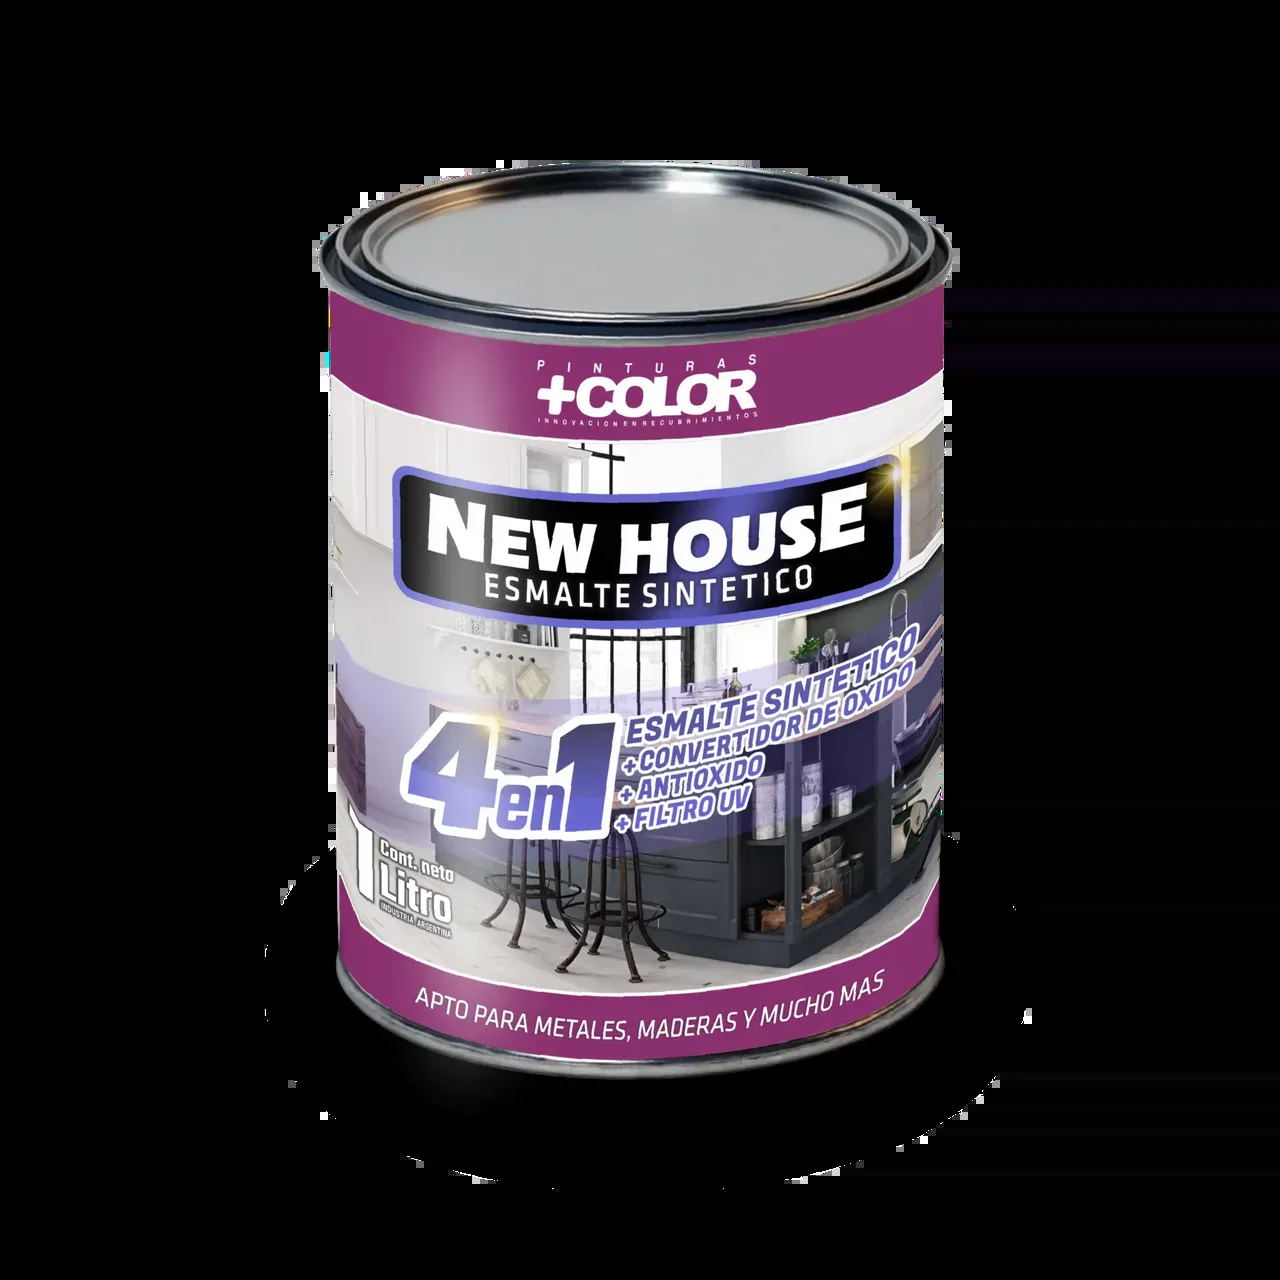 PINTURAS
+COLOR
INNOVACION EN RECUBRIMIENTOS
NEW HOUSE
ESMALTE SINTETICO
4en1
ESMALTE SINTETICO
+CONVERTIDOR DE OXIDO
+ANTIOXIDO
+FILTRO UV
1 Cont. neto
Litro
INDUSTRIA ARGENTINA
APTO PARA METALES, MADERAS Y MUCHO MAS